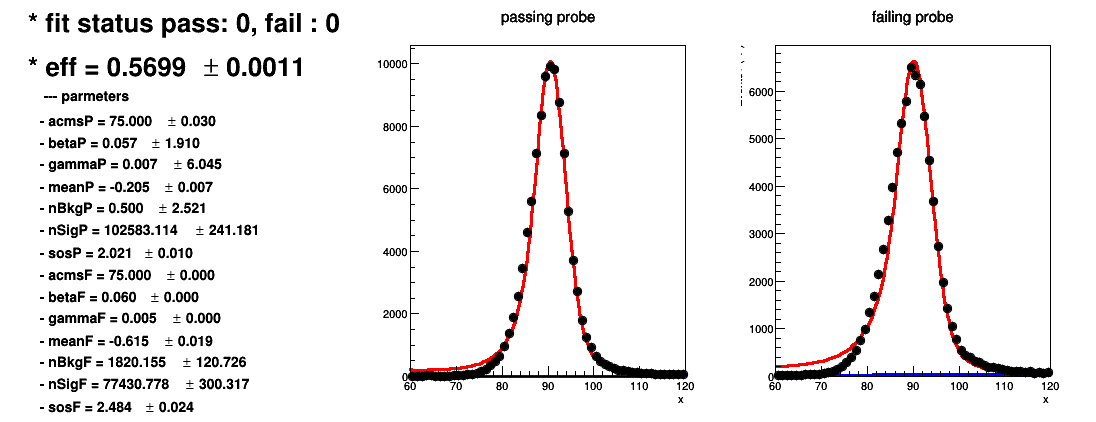 * fit status pass: 0, fail : 0
* eff = 0.5699 ± 0.0011
--- parmeters
- acmsP = 75.000 ± 0.030
- betaP = 0.057 ± 1.910
- gammaP = 0.007 ± 6.045
- meanP = -0.205 ± 0.007
- nBkgP = 0.500 ± 2.521
- nSigP = 102583.114 ± 241.181
- sosP = 2.021 ± 0.010
- acmsF = 75.000 ± 0.000
- betaF = 0.060 ± 0.000
- gammaF = 0.005 ± 0.000
- meanF = -0.615 ± 0.019
- nBkgF = 1820.155 ± 120.726
- nSigF = 77430.778 ± 300.317
- sosF = 2.484 ± 0.024
passing probe
10000
8000
6000
4000
2000
0
60 70 80 90 100 110 120
x
failing probe
6000
5000
4000
3000
2000
1000
0
60 70 80 90 100 110 120
x